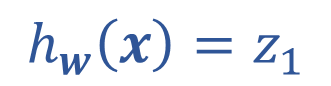 h_w(x) = z_1